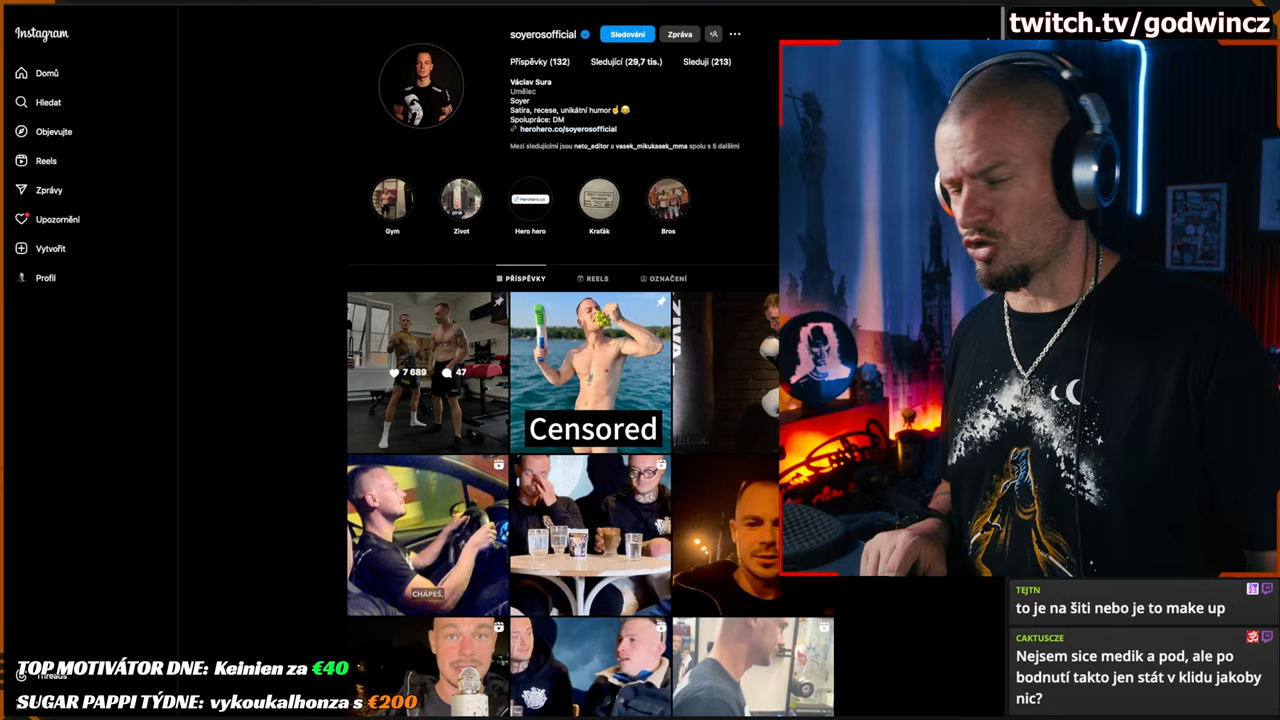 Instagram
Domů
Hledat
Objevujte
Reels
Zprávy
Upozornění
Vytvořit
Profil
soyerosofficial
Sledování
Zpráva
Příspěvky (132)
Sledující (29,7 tis.)
Sleduji (213)
Václav Sura
Umělec
Soyer
Satira, recese, unikátní humor☝️😂
Spolupráce: DM
herohero.co/soyerosofficial
Mezi sledujícími jsou neto_editor a vasek_mikukasek_mma spolu s 5 dalšími
Herohero.co
Gym
Zivot
Hero hero
Kraťák
Bros
PŘÍSPĚVKY
REELS
OZNAČENÍ
7 689
47
Censored
CHÁPEŠ,
twitch.tv/godwincz
TEJTN
to je na šiti nebo je to make up
CAKTUSCZE
Nejsem sice medik a pod, ale po
bodnutí takto jen stát v klidu jakoby
nic?
TOP MOTIVÁTOR DNE: Keinien za €40
Threads
SUGAR PAPPI TÝDNE: vykoukalhonza s €200